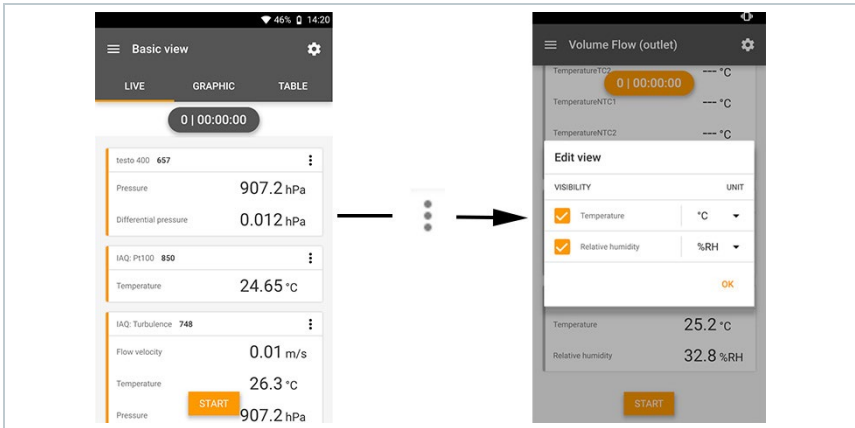 46% 14:20
Basic view
LIVE GRAPHIC TABLE
0 | 00:00:00
testo 400 657
Pressure 907.2 hPa
Differential pressure 0.012 hPa
IAQ: Pt100 850
Temperature 24.65 °C
IAQ: Turbulence 748
Flow velocity 0.01 m/s
Temperature 26.3 °C
START
Pressure 907.2 hPa
Volume Flow (outlet)
TemperatureTC2 --- °C
0 | 00:00:00
TemperatureNTC1 --- °C
TemperatureNTC2 --- °C
Edit view
VISIBILITY UNIT
Temperature °C
Relative humidity %RH
OK
Temperature 25.2 °C
Relative humidity 32.8 %RH
START